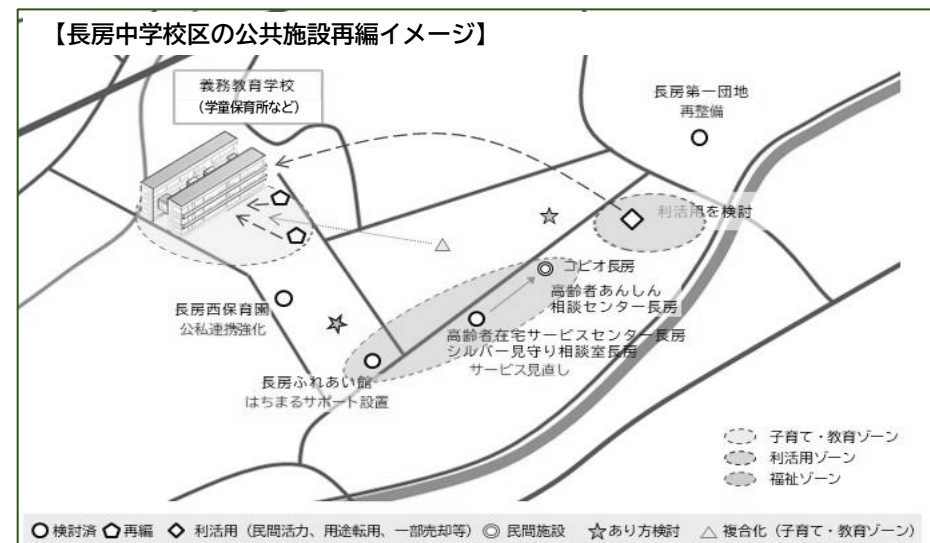 【長房中学校区の公共施設再編イメージ】
義務教育学校
（学童保育所など）
長房第一団地
再整備
利活用を検討
コピオ長房
高齢者あんしん
相談センター長房
長房西保育園
公私連携強化
高齢者在宅サービスセンター長房
シルバー見守り相談室長房
サービス見直し
長房ふれあい館
はちまるサポート設置
子育て・教育ゾーン
利活用ゾーン
福祉ゾーン
検討済 再編 利活用（民間活力、用途転用、一部売却等） 民間施設 あり方検討 複合化（子育て・教育ゾーン）